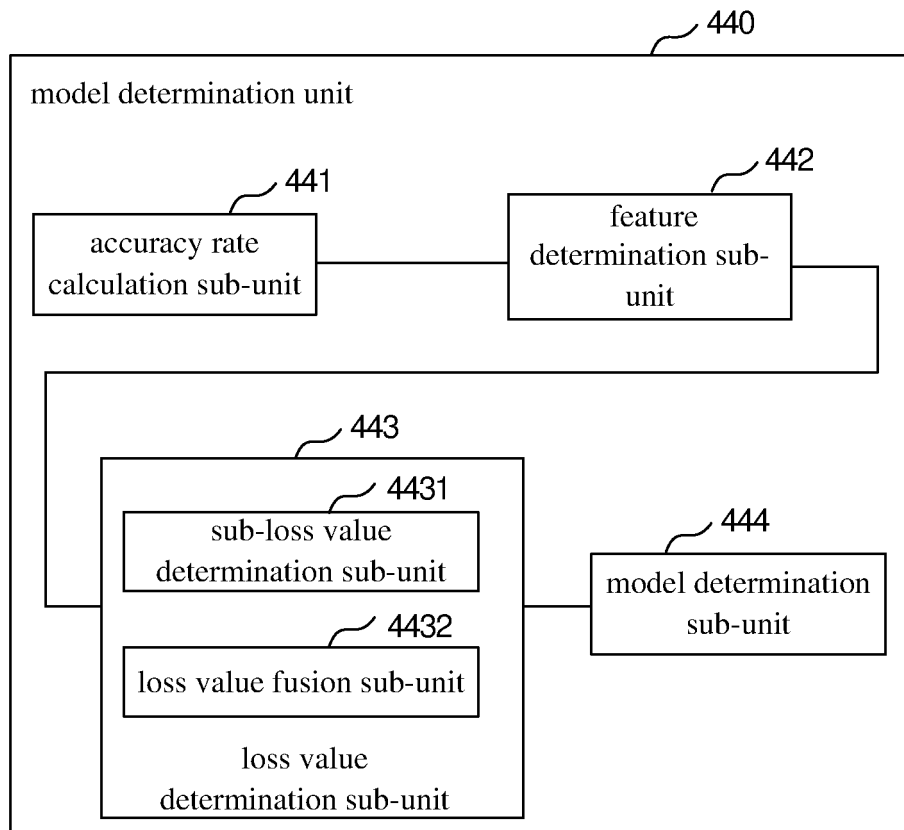 440
model determination unit
441
accuracy rate
calculation sub-unit
442
feature
determination sub-
unit
443
4431
sub-loss value
determination sub-unit
4432
loss value fusion sub-unit
loss value
determination sub-unit
444
model determination
sub-unit